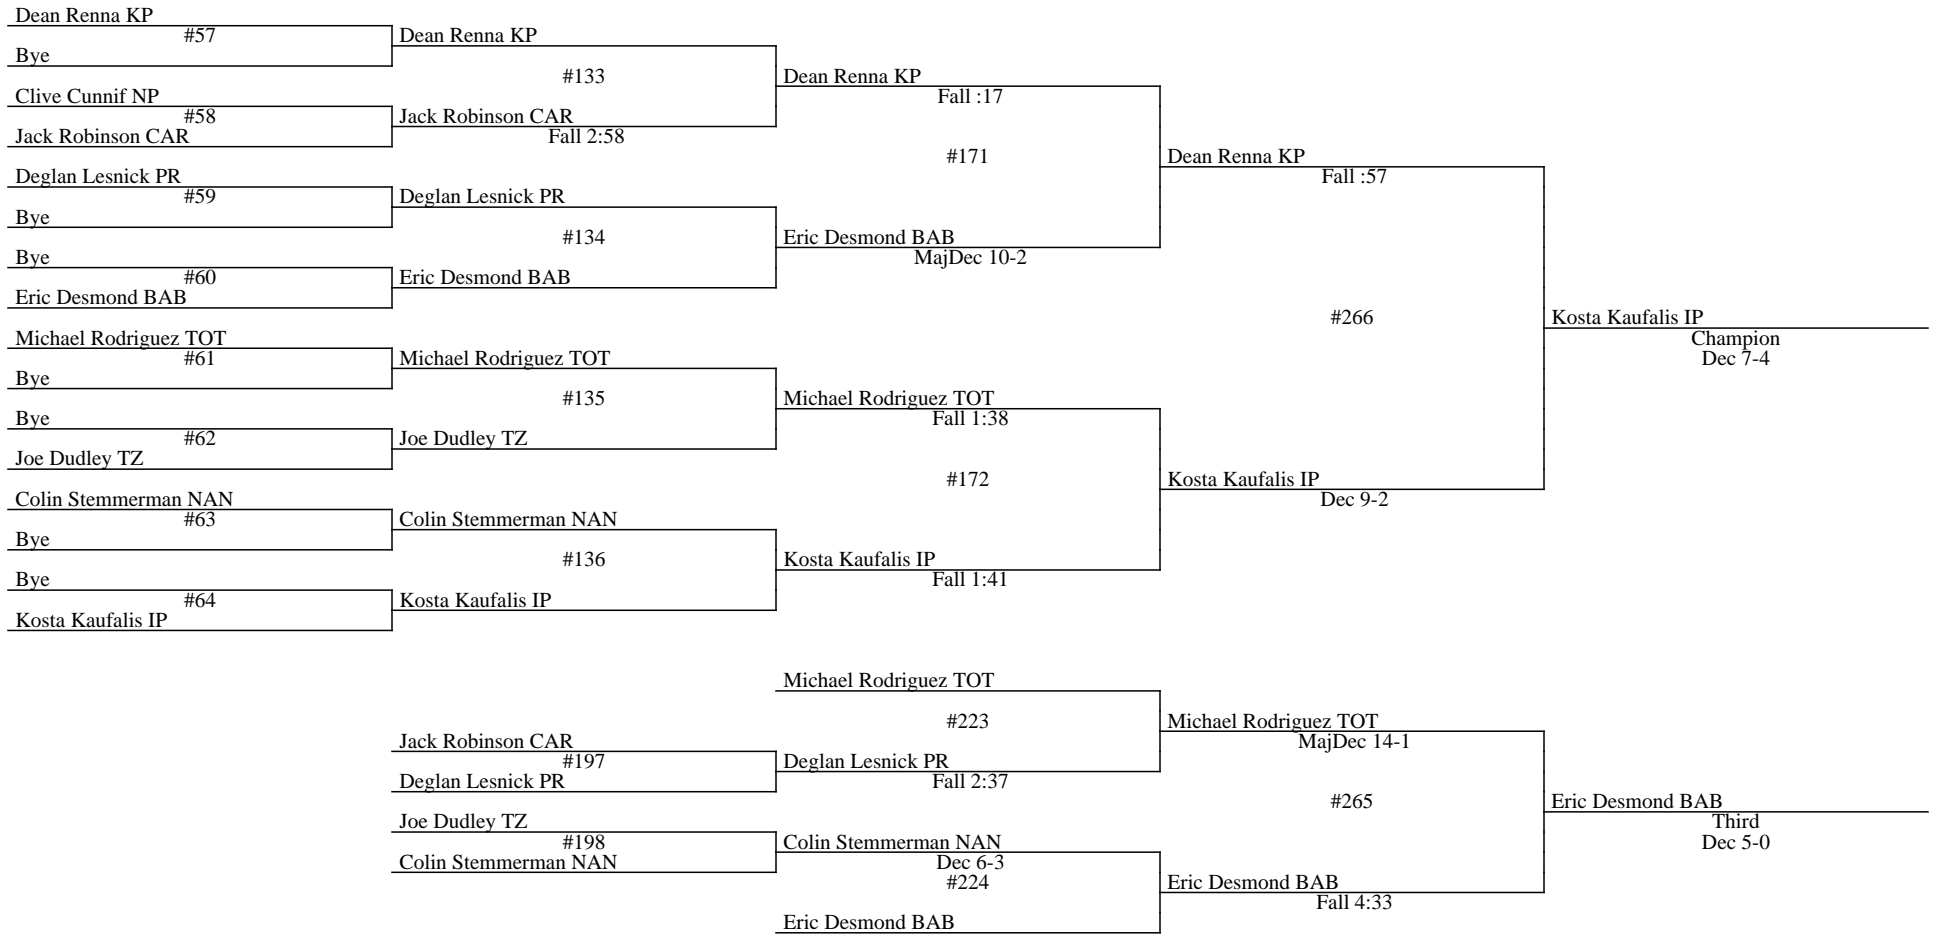 Dean Renna KP
#57
Bye
Dean Renna KP
#133
Clive Cunnif NP
#58
Jack Robinson CAR
Jack Robinson CAR
Fall 2:58
Dean Renna KP
Fall :17
#171
Deglan Lesnick PR
#59
Bye
Deglan Lesnick PR
#134
Bye
#60
Eric Desmond BAB
Eric Desmond BAB
Eric Desmond BAB
MajDec 10-2
Dean Renna KP
Fall :57
#266
Michael Rodriguez TOT
#61
Bye
Michael Rodriguez TOT
#135
Bye
#62
Joe Dudley TZ
Joe Dudley TZ
Michael Rodriguez TOT
Fall 1:38
#172
Colin Stemmerman NAN
#63
Bye
Colin Stemmerman NAN
#136
Bye
#64
Kosta Kaufalis IP
Kosta Kaufalis IP
Kosta Kaufalis IP
Fall 1:41
Kosta Kaufalis IP
Dec 9-2
Kosta Kaufalis IP
Champion
Dec 7-4
Michael Rodriguez TOT
#223
Jack Robinson CAR
#197
Deglan Lesnick PR
Deglan Lesnick PR
Fall 2:37
Michael Rodriguez TOT
MajDec 14-1
#265
Joe Dudley TZ
#198
Colin Stemmerman NAN
Colin Stemmerman NAN
Dec 6-3
#224
Eric Desmond BAB
Eric Desmond BAB
Fall 4:33
Eric Desmond BAB
Third
Dec 5-0